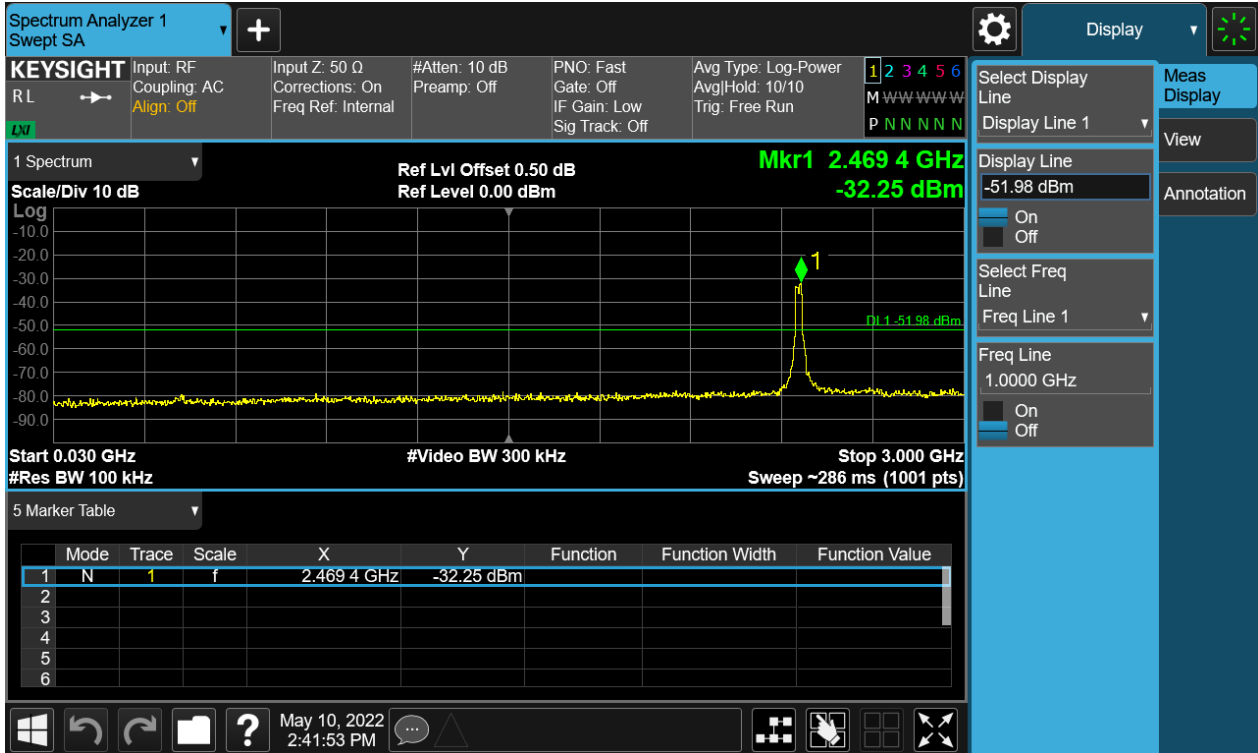 Spectrum Analyzer 1
Swept SA
+
Display
KEYSIGHT
RL
LXI
Input: RF
Coupling: AC
Align: Off
Input Z: 50 Ω
Corrections: On
Freq Ref: Internal
#Atten: 10 dB
Preamp: Off
PNO: Fast
Gate: Off
IF Gain: Low
Sig Track: Off
Avg Type: Log-Power
Avg|Hold: 10/10
Trig: Free Run
1 2 3 4 5 6
M W W W W W
P N N N N N
1 Spectrum
Scale/Div 10 dB
Ref Lvl Offset 0.50 dB
Ref Level 0.00 dBm
Mkr1 2.469 4 GHz
-32.25 dBm
Log
-10.0
-20.0
-30.0
-40.0
-50.0
-60.0
-70.0
-80.0
-90.0
1
DL1 -51.98 dBm
Start 0.030 GHz
#Video BW 300 kHz
Stop 3.000 GHz
#Res BW 100 kHz
Sweep ~286 ms (1001 pts)
5 Marker Table
Mode Trace Scale X Y Function Function Width Function Value
1 N 1 f 2.469 4 GHz -32.25 dBm
2
3
4
5
6
Select Display
Line
Display Line 1
Display Line
-51.98 dBm
On
Off
Select Freq
Line
Freq Line 1
Freq Line
1.0000 GHz
On
Off
Meas
Display
View
Annotation
?
May 10, 2022
2:41:53 PM